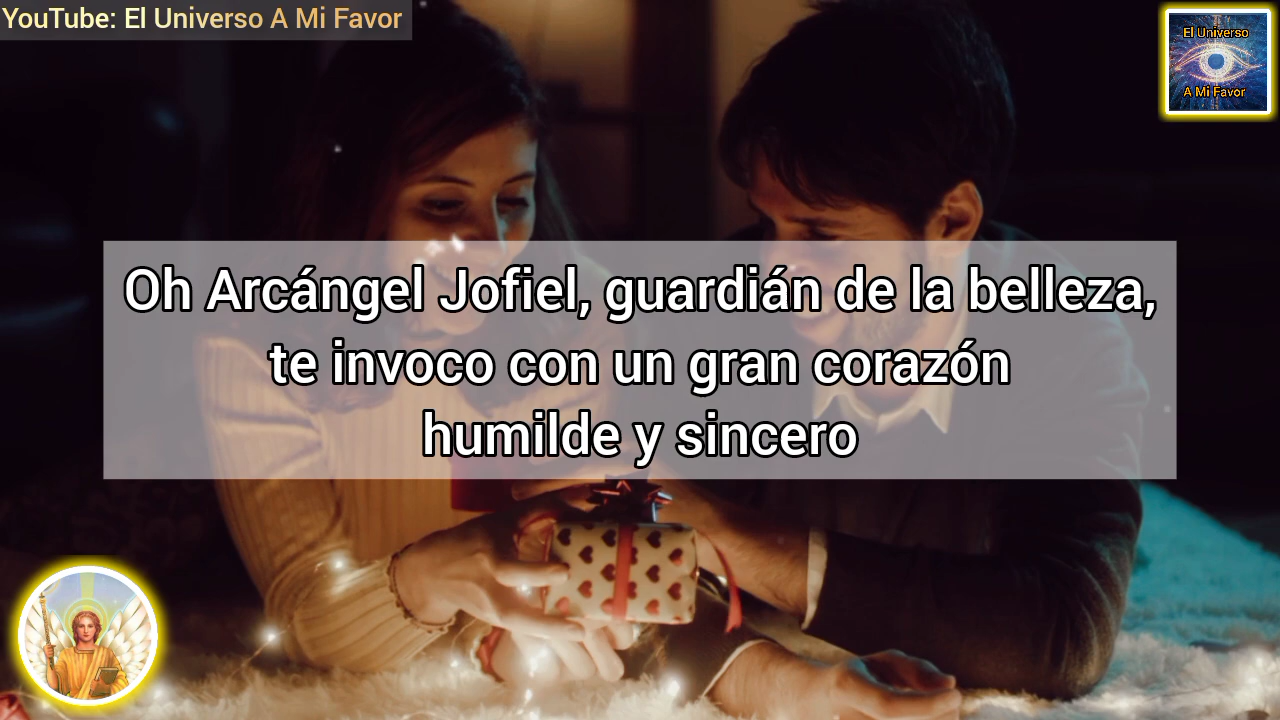 YouTube: El Universo A Mi Favor
El Universo
A Mi Favor
Oh Arcángel Jofiel, guardián de la belleza,
te invoco con un gran corazón
humilde y sincero